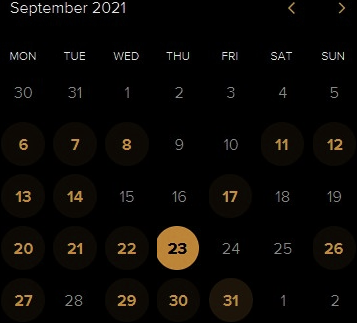 September 2021
MON TUE WED THU FRI SAT SUN
30 31 1 2 3 4 5
6 7 8 9 10 11 12
13 14 15 16 17 18 19
20 21 22 23 24 25 26
27 28 29 30 31 1 2